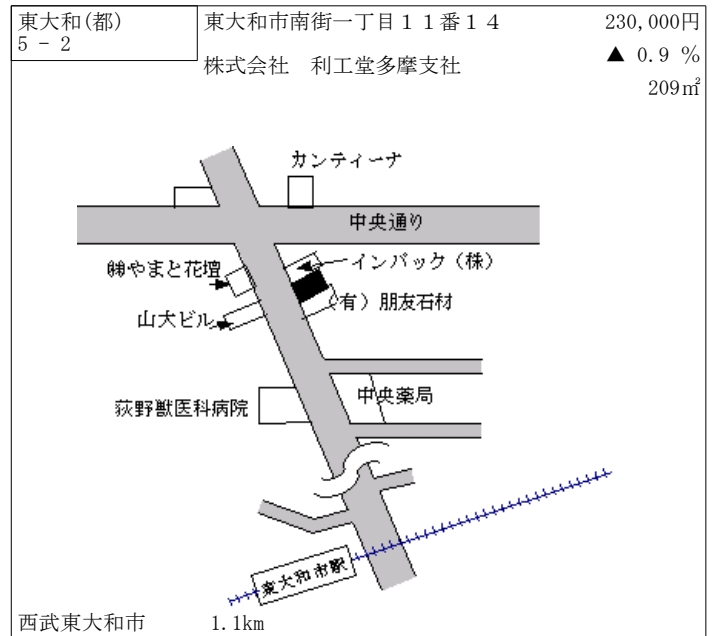 東大和(都)
5－2
東大和市南街一丁目１１番１４
株式会社　利工堂多摩支社
230,000円
▲ 0.9 %
209㎡
カンティーナ
中央通り
㈱やまと花壇
インパック（株）
（有）朋友石材
山大ビル
中央薬局
荻野獣医科病院
東大和市駅
西武東大和市　1.1km